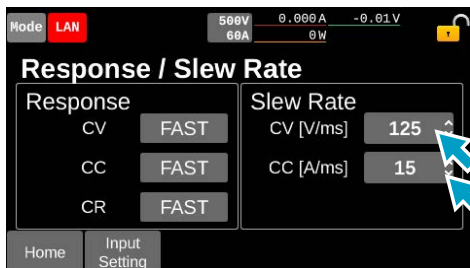 Mode LAN 500V 0.000A -0.01V
60A 0W
Response / Slew Rate
Response Slew Rate
CV FAST CV [V/ms] 125
CC FAST CC [A/ms] 15
CR FAST
Home Input
Setting